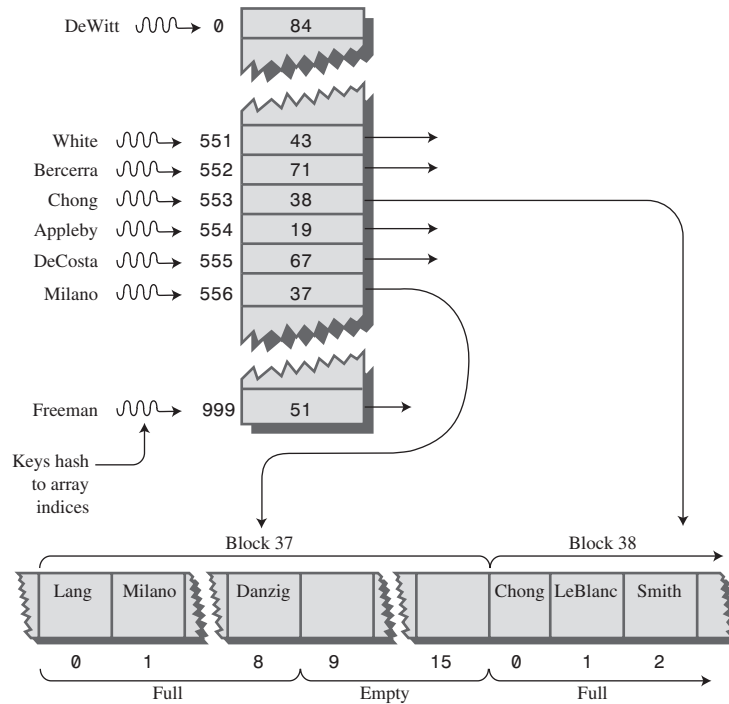 DeWitt 0 84
White 551 43
Bercerra 552 71
Chong 553 38
Appleby 554 19
DeCosta 555 67
Milano 556 37
Freeman 999 51
Keys hash
to array
indices
Block 37 Block 38
Lang Milano Danzig Chong LeBlanc Smith
0 1 8 9 15 0 1 2
Full Empty Full